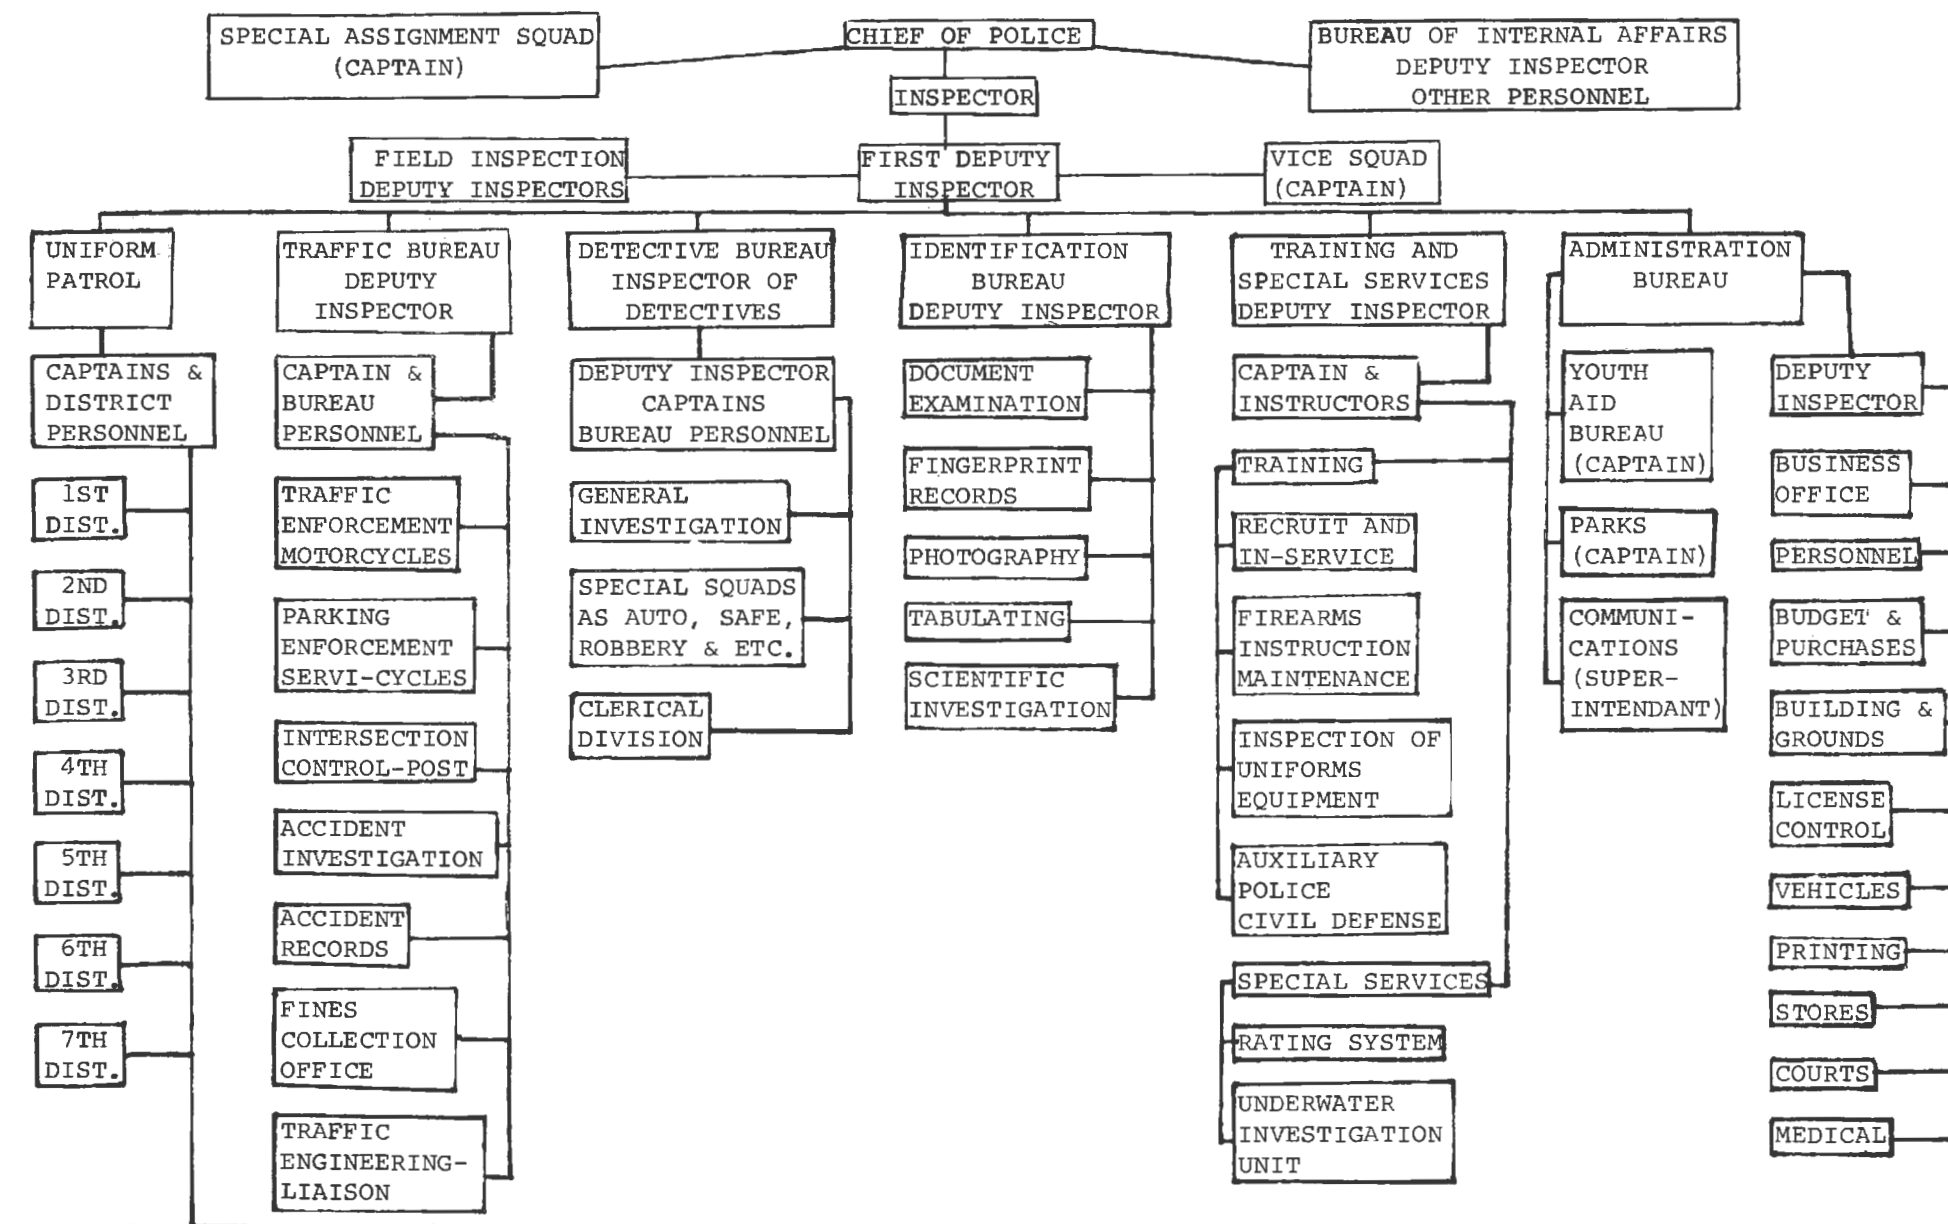 SPECIAL ASSIGNMENT SQUAD
(CAPTAIN)
CHIEF OF POLICE
BUREAU OF INTERNAL AFFAIRS
DEPUTY INSPECTOR
OTHER PERSONNEL
INSPECTOR
FIELD INSPECTION
DEPUTY INSPECTORS
FIRST DEPUTY
INSPECTOR
VICE SQUAD
(CAPTAIN)
UNIFORM
PATROL
CAPTAINS &
DISTRICT
PERSONNEL
1ST
DIST.
2ND
DIST.
3RD
DIST.
4TH
DIST.
5TH
DIST.
6TH
DIST.
7TH
DIST.
TRAFFIC BUREAU
DEPUTY
INSPECTOR
CAPTAIN &
BUREAU
PERSONNEL
TRAFFIC
ENFORCEMENT
MOTORCYCLES
PARKING
ENFORCEMENT
SERVI-CYCLES
INTERSECTION
CONTROL-POST
ACCIDENT
INVESTIGATION
ACCIDENT
RECORDS
FINES
COLLECTION
OFFICE
TRAFFIC
ENGINEERING-
LIAISON
DETECTIVE BUREAU
INSPECTOR OF
DETECTIVES
DEPUTY INSPECTOR
CAPTAINS
BUREAU PERSONNEL
GENERAL
INVESTIGATION
SPECIAL SQUADS
AS AUTO, SAFE,
ROBBERY & ETC.
CLERICAL
DIVISION
IDENTIFICATION
BUREAU
DEPUTY INSPECTOR
DOCUMENT
EXAMINATION
FINGERPRINT
RECORDS
PHOTOGRAPHY
TABULATING
SCIENTIFIC
INVESTIGATION
TRAINING AND
SPECIAL SERVICES
DEPUTY INSPECTOR
CAPTAIN &
INSTRUCTORS
TRAINING
RECRUIT AND
IN-SERVICE
FIREARMS
INSTRUCTION
MAINTENANCE
INSPECTION OF
UNIFORMS
EQUIPMENT
AUXILIARY
POLICE
CIVIL DEFENSE
SPECIAL SERVICES
RATING SYSTEM
UNDERWATER
INVESTIGATION
UNIT
ADMINISTRATION
BUREAU
YOUTH
AID
BUREAU
(CAPTAIN)
PARKS
(CAPTAIN)
COMMUNI-
CATIONS
(SUPER-
INTENDANT)
DEPUTY
INSPECTOR
BUSINESS
OFFICE
PERSONNEL
BUDGET &
PURCHASES
BUILDING &
GROUNDS
LICENSE
CONTROL
VEHICLES
PRINTING
STORES
COURTS
MEDICAL